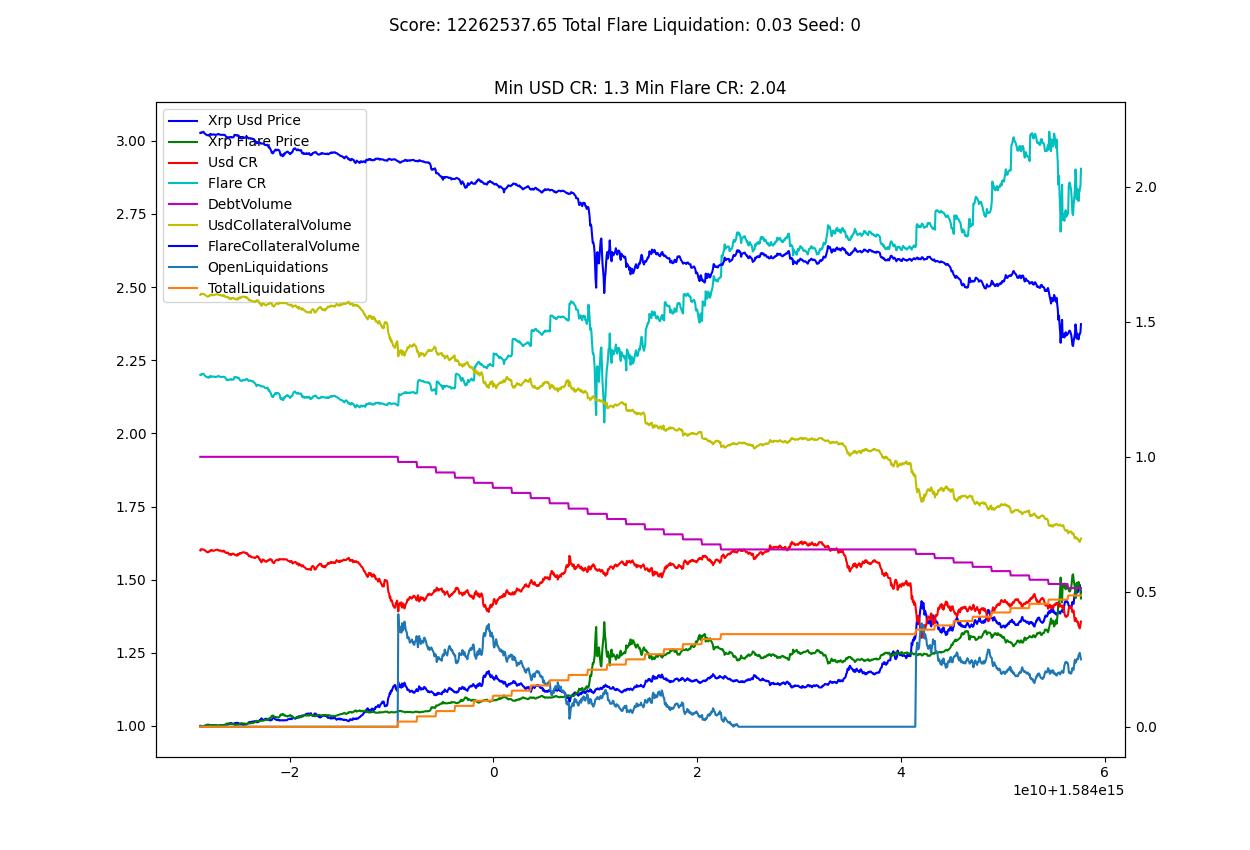 Score: 12262537.65 Total Flare Liquidation: 0.03 Seed: 0
Min USD CR: 1.3 Min Flare CR: 2.04
Xrp Usd Price
Xrp Flare Price
Usd CR
Flare CR
DebtVolume
UsdCollateralVolume
FlareCollateralVolume
OpenLiquidations
TotalLiquidations
3.00
2.75
2.50
2.25
2.00
1.75
1.50
1.25
1.00
2.0
1.5
1.0
0.5
0.0
−2 0 2 4 6
1e10+1.584e15